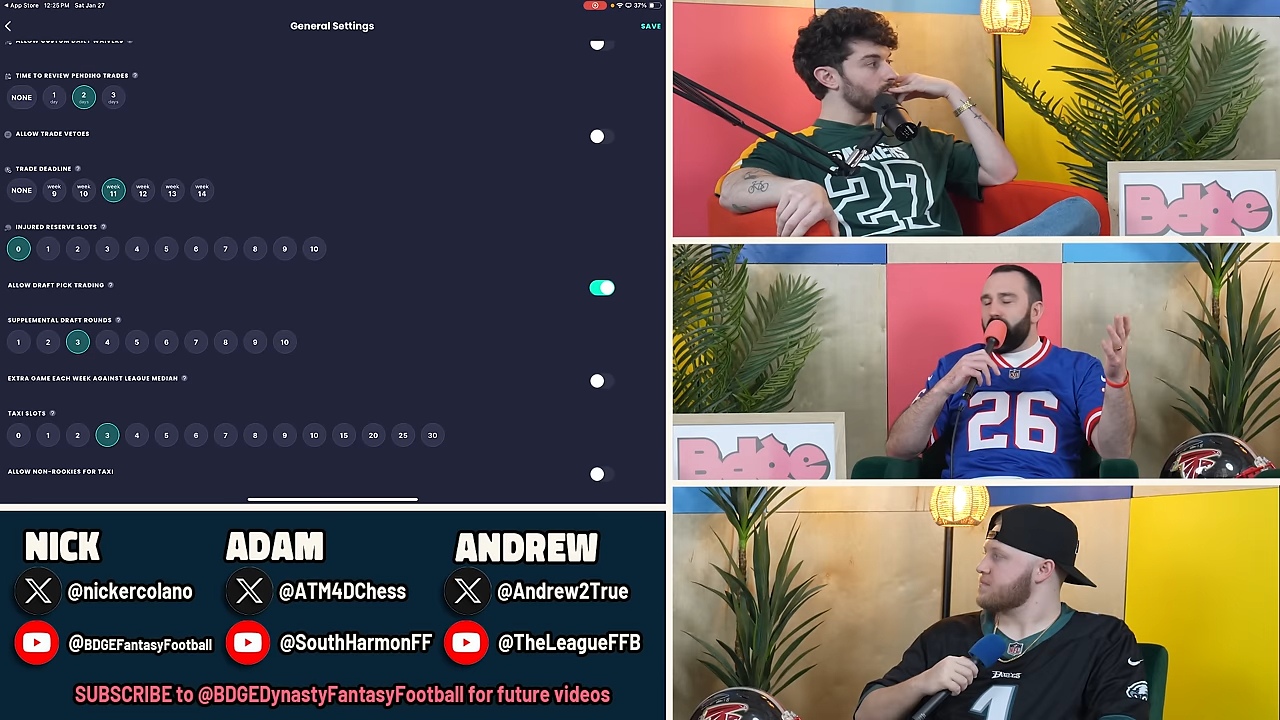 App Store 12:25 PM Sat Jan 27
37%
General Settings
SAVE
ALLOW CUSTOM DAILY WAIVERS ?
TIME TO REVIEW PENDING TRADES ?
NONE
1 day
2 days
3 days
ALLOW TRADE VETOES
TRADE DEADLINE ?
NONE
week 9
week 10
week 11
week 12
week 13
week 14
INJURED RESERVE SLOTS ?
0 1 2 3 4 5 6 7 8 9 10
ALLOW DRAFT PICK TRADING ?
SUPPLEMENTAL DRAFT ROUNDS ?
1 2 3 4 5 6 7 8 9 10
EXTRA GAME EACH WEEK AGAINST LEAGUE MEDIAN ?
TAXI SLOTS ?
0 1 2 3 4 5 6 7 8 9 10 15 20 25 30
ALLOW NON-ROOKIES FOR TAXI
NICK
@nickercolano
@BDGEFantasyFootball
ADAM
@ATM4DChess
@SouthHarmonFF
ANDREW
@Andrew2True
@TheLeagueFFB
SUBSCRIBE to @BDGEDynastyFantasyFootball for future videos
27
Bdge
26
Bdge